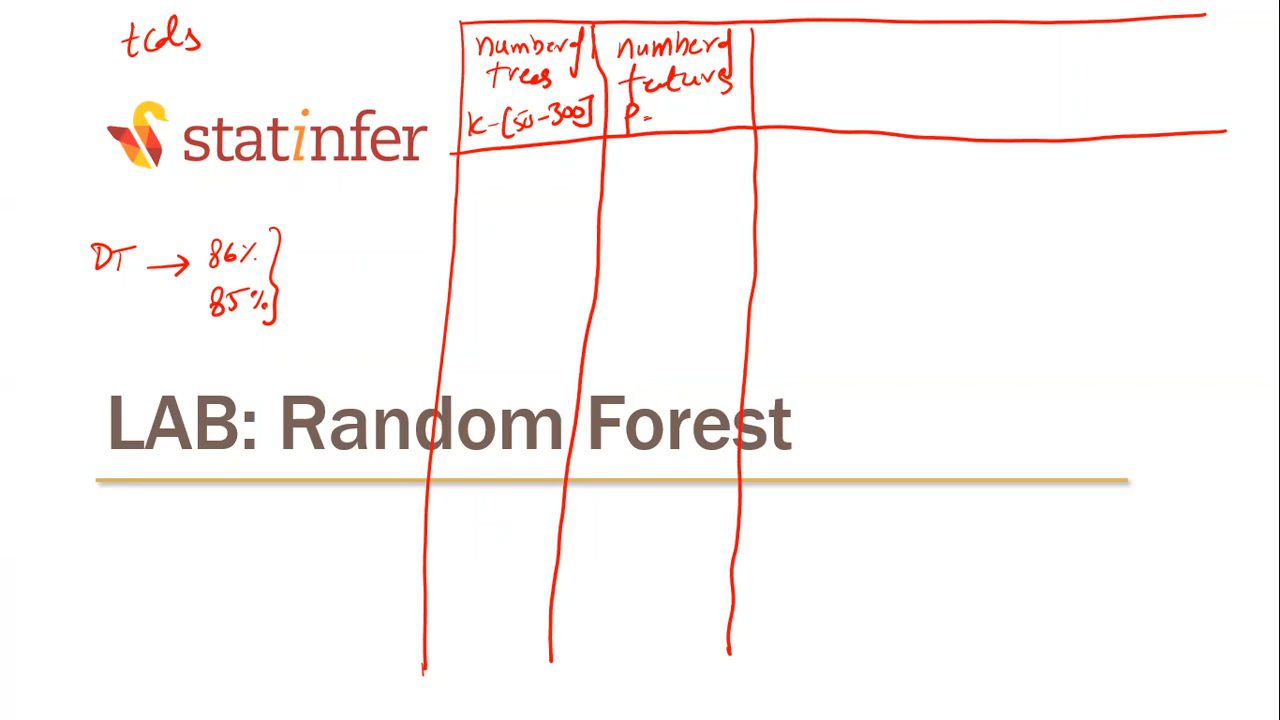 tcds
number of
trees
k-[50-300]
number of
features
P=
statinfer
DT → 86%
85%
LAB: Random Forest